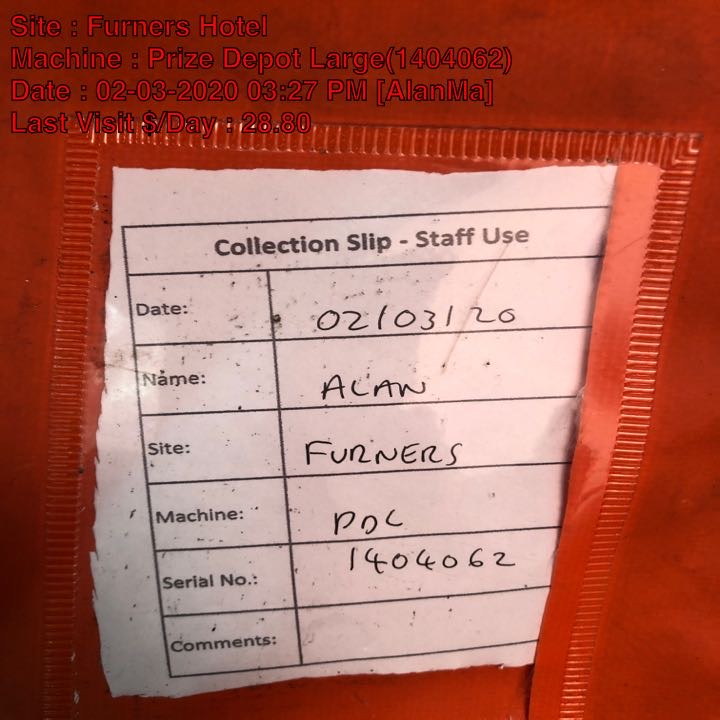 Site : Furners Hotel
Machine : Prize Depot Large(1404062)
Date : 02-03-2020 03:27 PM [AlanMa]
Last Visit $/Day : 28.80
Collection Slip - Staff Use
Date: 02/03/20
Name: ALAN
Site: FURNERS
Machine: PDL
Serial No.: 1404062
Comments: